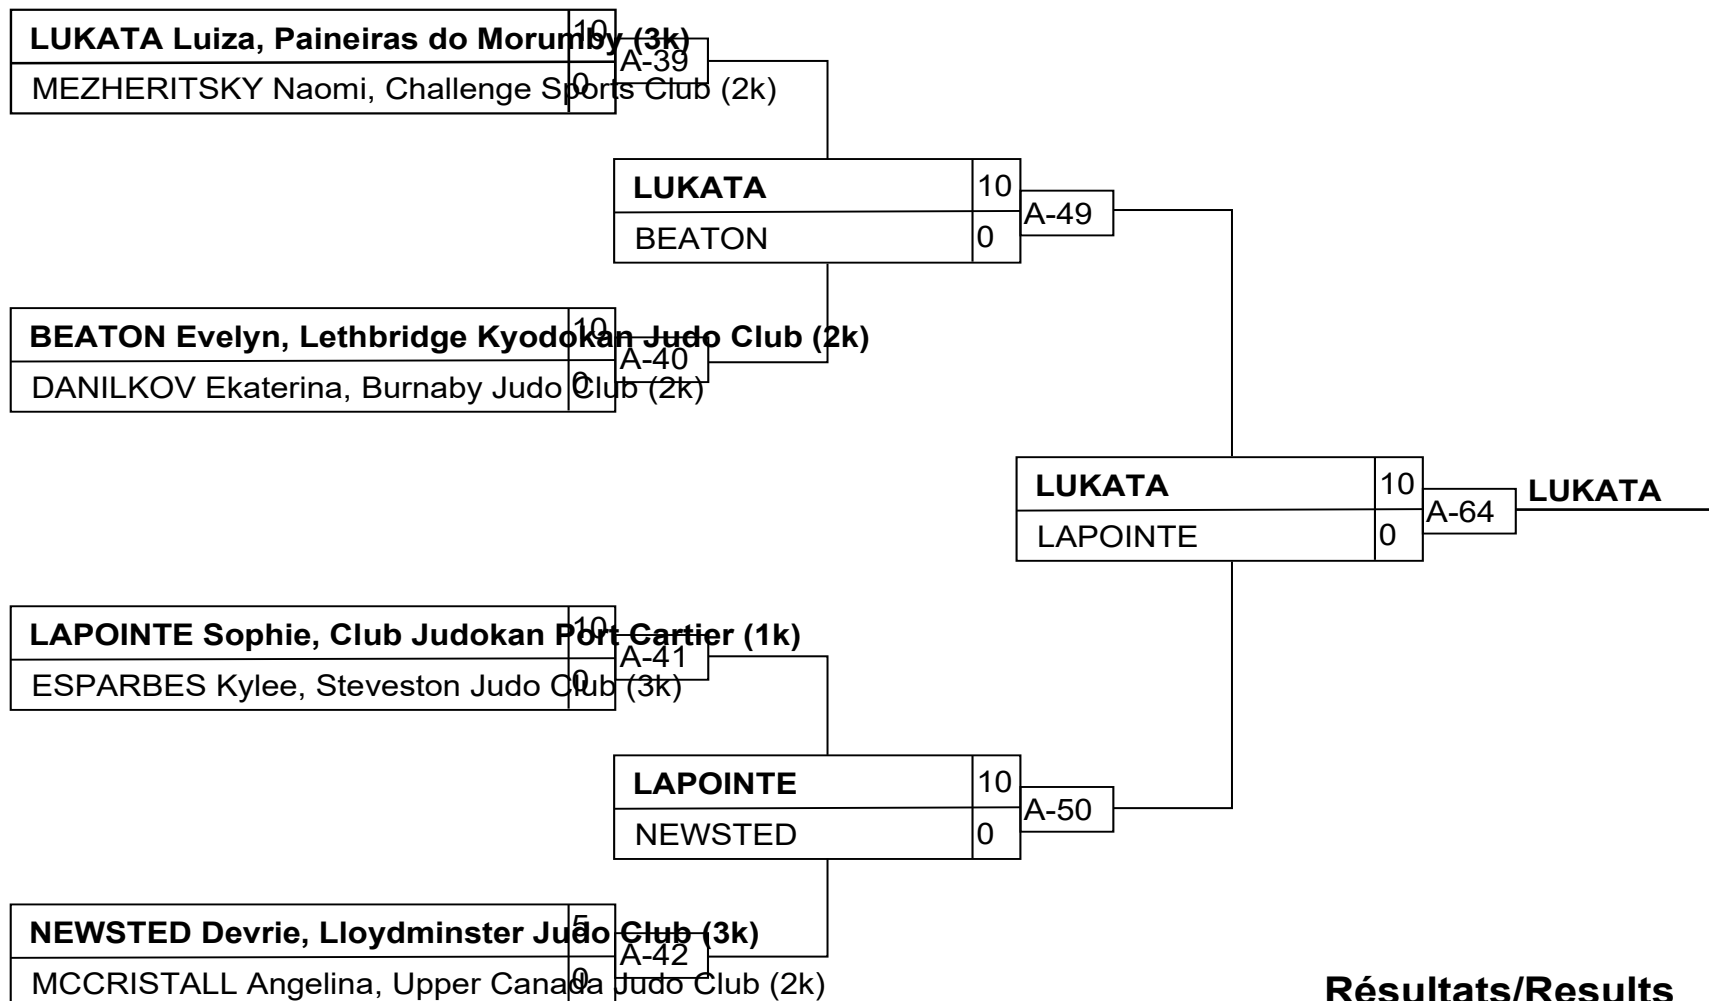 LUKATA Luiza, Paineiras do Morumby (3k) 10
A-39
MEZHERITSKY Naomi, Challenge Sports Club (2k) 0
LUKATA 10
A-49
BEATON 0
BEATON Evelyn, Lethbridge Kyodokan Judo Club (2k) 10
A-40
DANILKOV Ekaterina, Burnaby Judo Club (2k) 0
LUKATA 10
A-64
LUKATA
LAPOINTE 0
LAPOINTE Sophie, Club Judokan Port Cartier (1k) 10
A-41
ESPARBES Kylee, Steveston Judo Club (3k) 0
LAPOINTE 10
A-50
NEWSTED 0
NEWSTED Devrie, Lloydminster Judo Club (3k) 5
A-42
MCCRISTALL Angelina, Upper Canada Judo Club (2k) 0
Résultats/Results